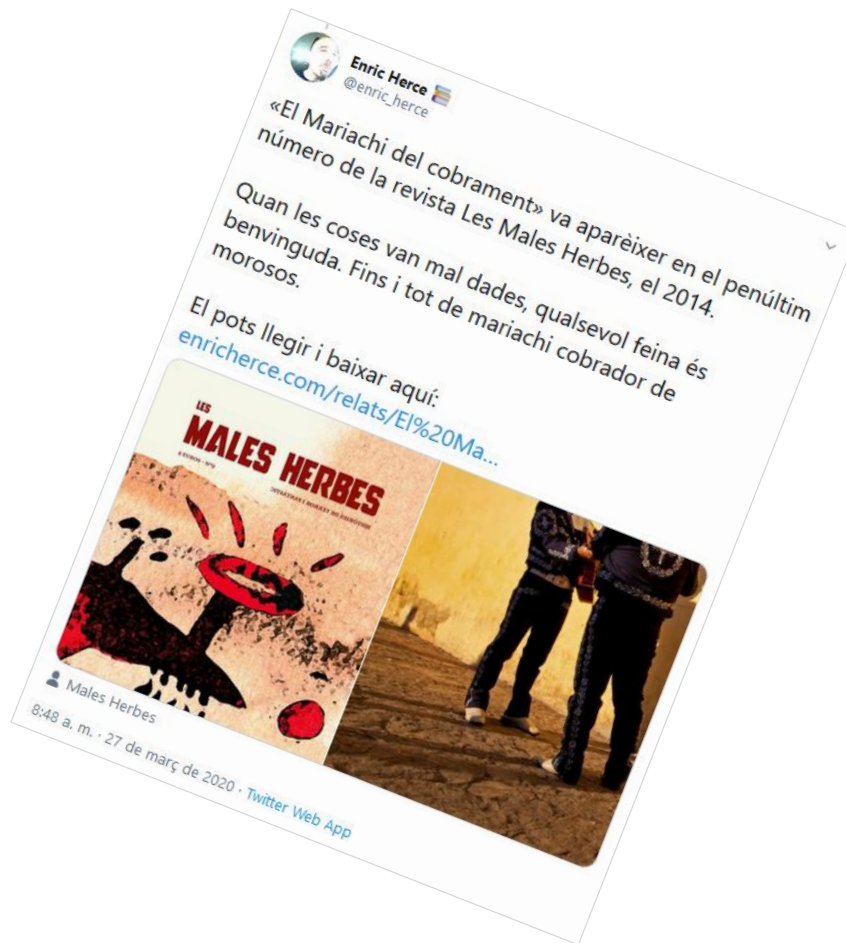 Enric Herce
@enric_herce
«El Mariachi del cobrament» va aparèixer en el penúltim
número de la revista Les Males Herbes, el 2014.
Quan les coses van mal dades, qualsevol feina és
benvinguda. Fins i tot de mariachi cobrador de
morosos.
El pots llegir i baixar aquí:
enricherce.com/relats/El%20Ma...
LES
MALES HERBES
Males Herbes
8:48 a. m. · 27 de març de 2020 · Twitter Web App